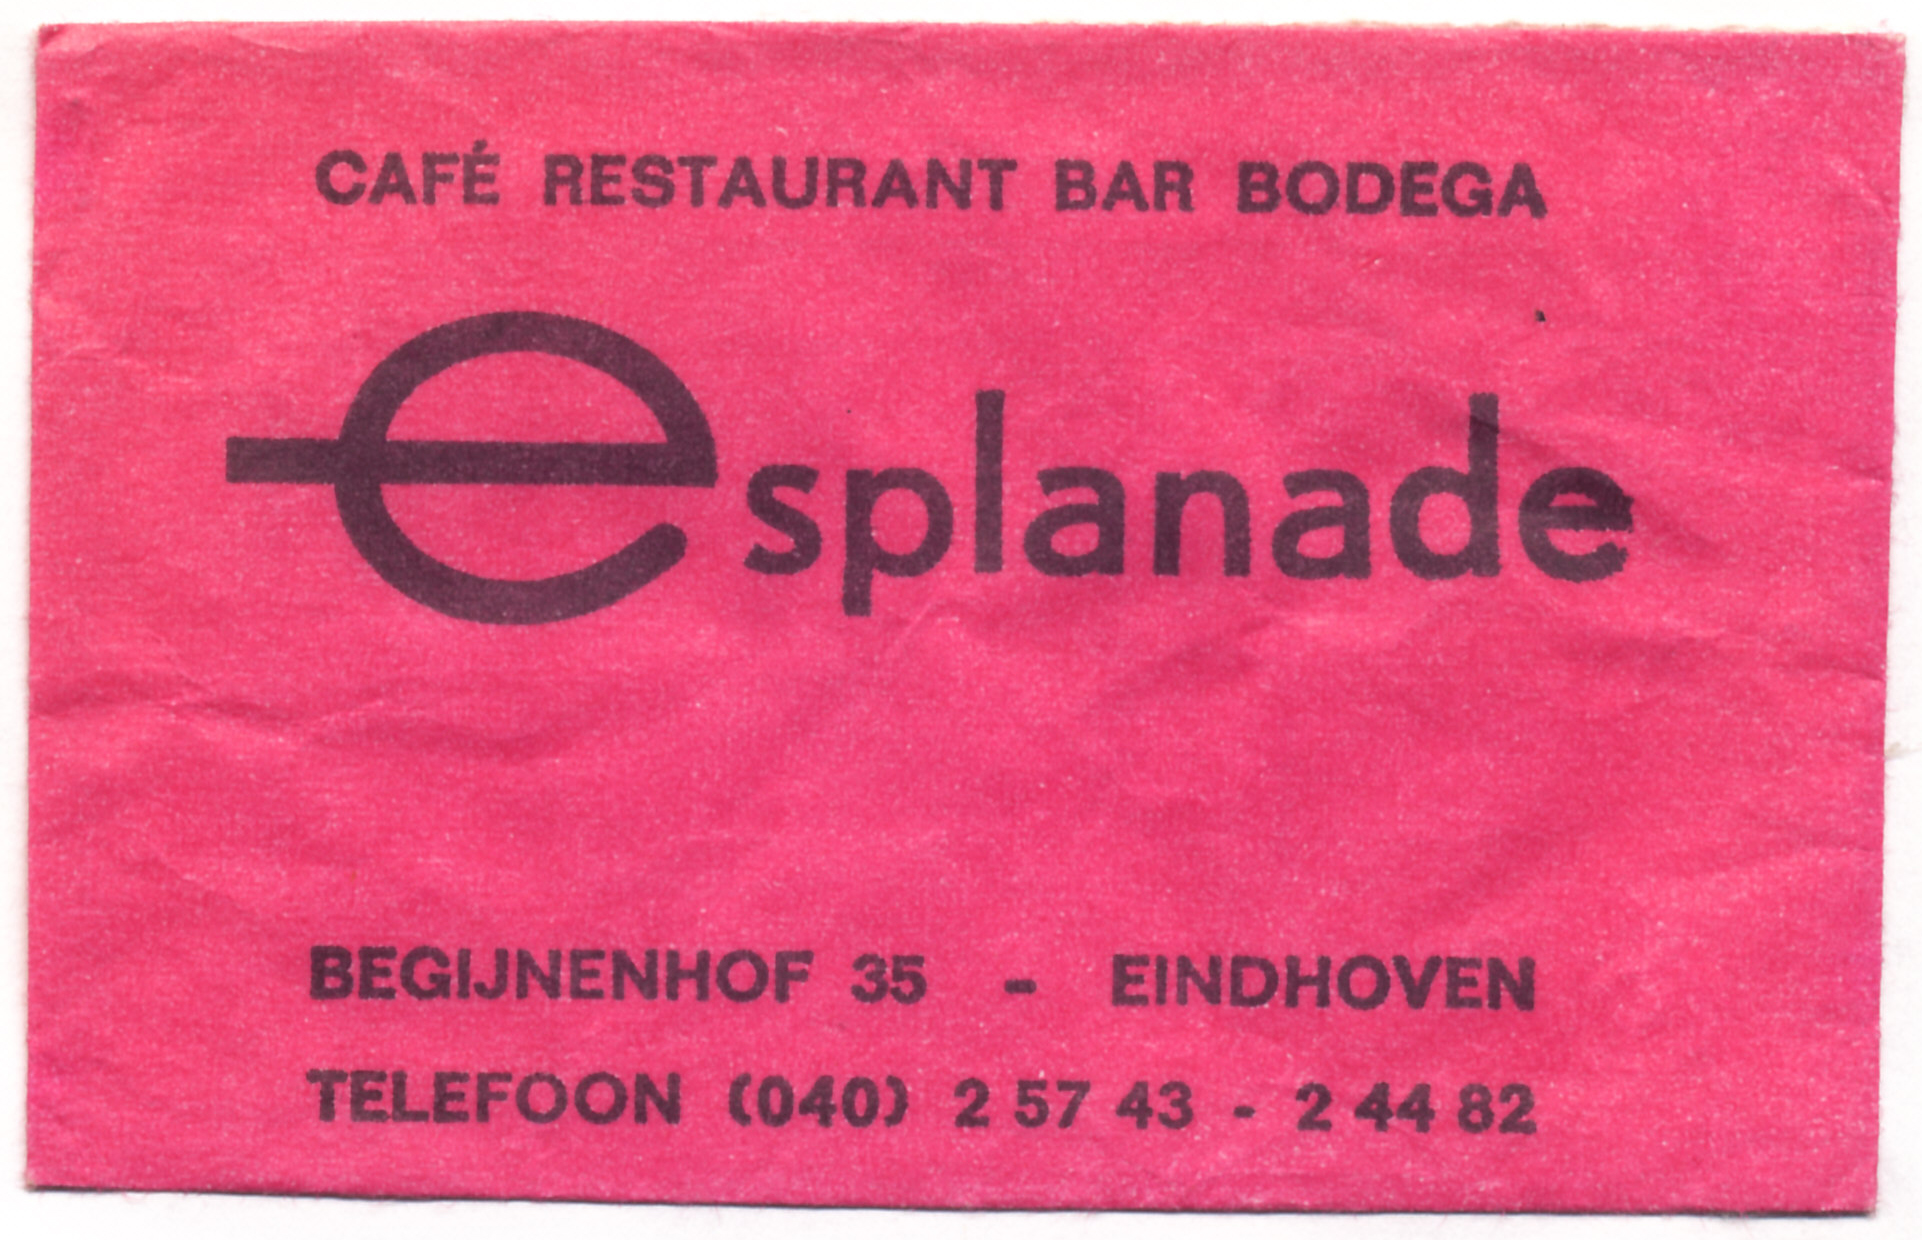 CAFÉ RESTAURANT BAR BODEGA
esplanade
BEGIJNENHOF 35 - EINDHOVEN
TELEFOON (040) 2 57 43 - 2 44 82